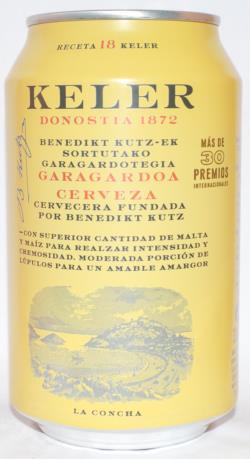 RECETA 18 KELER
KELER
DONOSTIA 1872
BENEDIKT KUTZ-EK
SORTUTAKO
GARAGARDOTEGIA
GARAGARDOA
CERVEZA
CERVECERA FUNDADA
POR BENEDIKT KUTZ
MÁS DE
30
PREMIOS
INTERNACIONALES
–CON SUPERIOR CANTIDAD DE MALTA
Y MAÍZ PARA REALZAR INTENSIDAD Y
CREMOSIDAD. MODERADA PORCIÓN DE
LÚPULOS PARA UN AMABLE AMARGOR
LA CONCHA